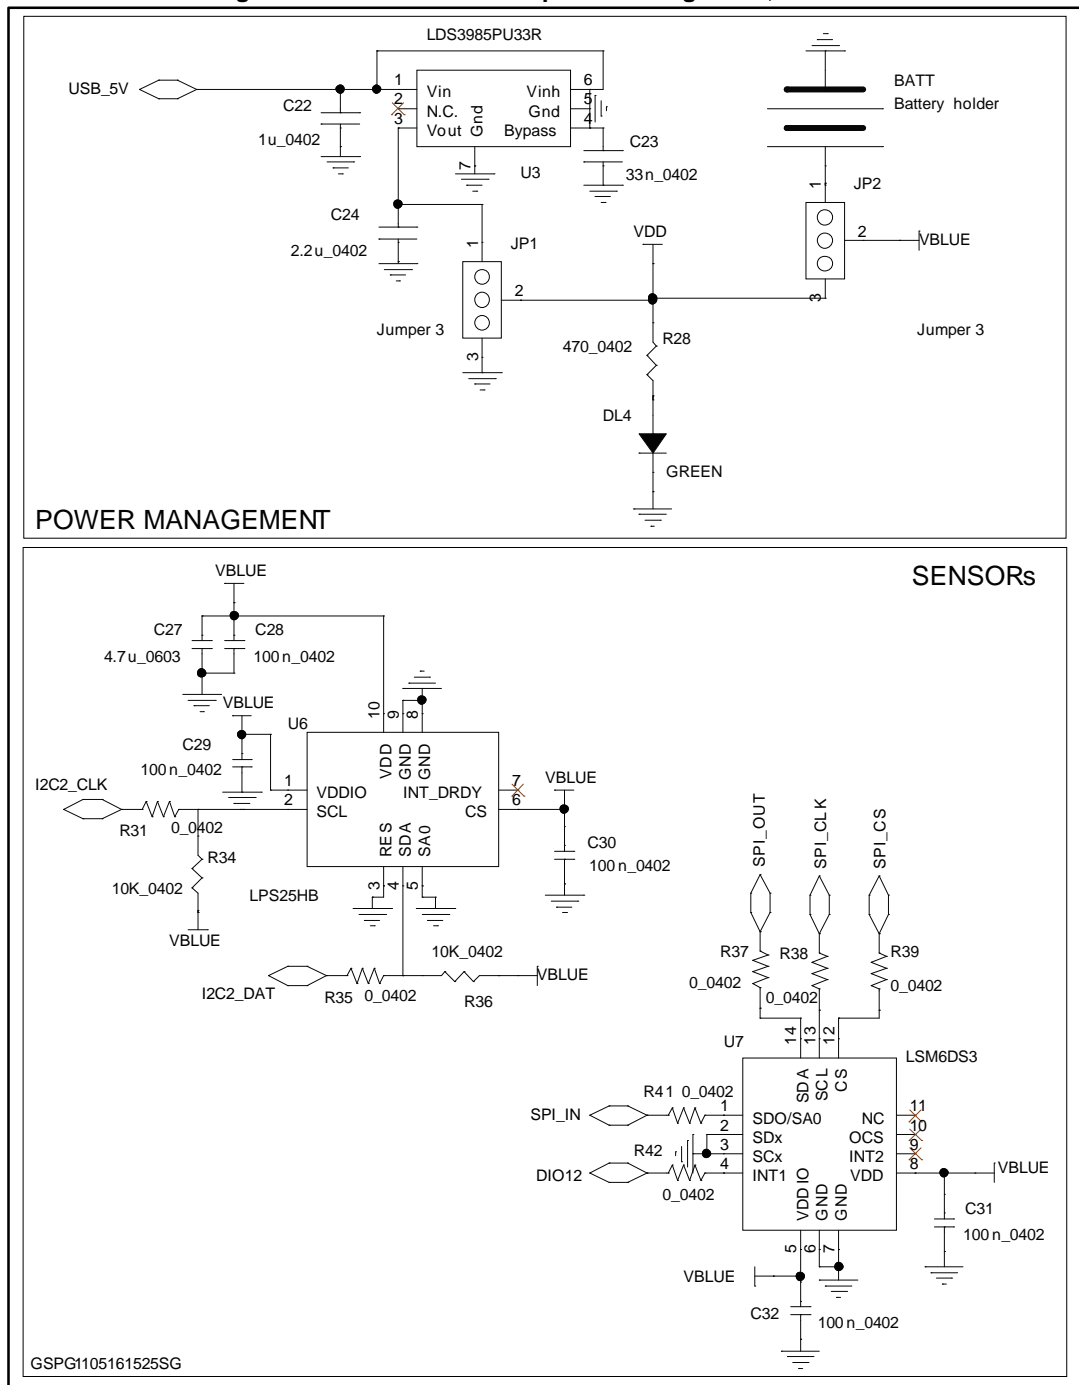 LDS3985PU33R
USB_5V
1
Vin
Vinh
6
2
N.C.
Gnd
5
3
Vout
Gnd
Bypass
4
7
U3
C22
1u_0402
C23
33n_0402
C24
2.2u_0402
BATT
Battery holder
1
JP2
2
VBLUE
3
Jumper 3
1
JP1
2
Jumper 3
3
VDD
470_0402
R28
DL4
GREEN
POWER MANAGEMENT
SENSORs
VBLUE
C27
4.7u_0603
C28
100n_0402
VBLUE
C29
100n_0402
U6
10
9
8
VDD
GND
GND
1
VDDIO
INT_DRDY
7
2
SCL
CS
6
RES
SDA
SA0
3
4
5
LPS25HB
VBLUE
C30
100n_0402
I2C2_CLK
R31
0_0402
R34
10K_0402
VBLUE
10K_0402
I2C2_DAT
R35
0_0402
R36
VBLUE
SPI_OUT
SPI_CLK
SPI_CS
R37
0_0402
R38
0_0402
R39
0_0402
U7
14
13
12
LSM6DS3
SDA
SCL
CS
R41 0_0402
SPI_IN
1
SDO/SA0
NC
11
2
SDx
OCS
10
R42
3
SCx
INT2
9
DIO12
4
INT1
VDD
8
VBLUE
0_0402
VDDIO
GND
GND
5
6
7
C31
100n_0402
VBLUE
C32
100n_0402
GSPG1105161525SG